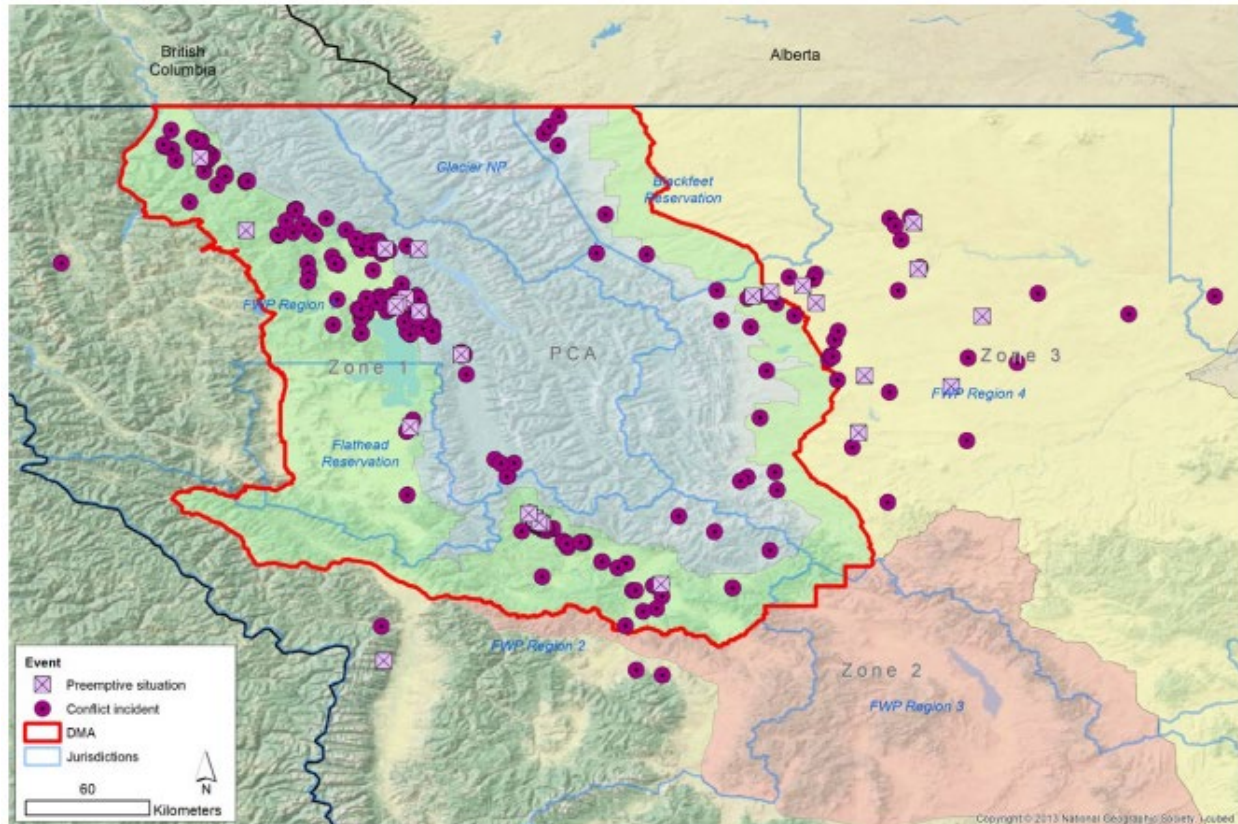 British
Columbia
Alberta
Glacier NP
Blackfeet
Reservation
FWP Region
PCA
Zone 1
Zone 3
FWP Region 4
Flathead
Reservation
FWP Region 2
Zone 2
FWP Region 3
Event
Preemptive situation
Conflict incident
DMA
Jurisdictions
60
Kilometers
N
Copyright © 2013 National Geographic Society, i-cubed